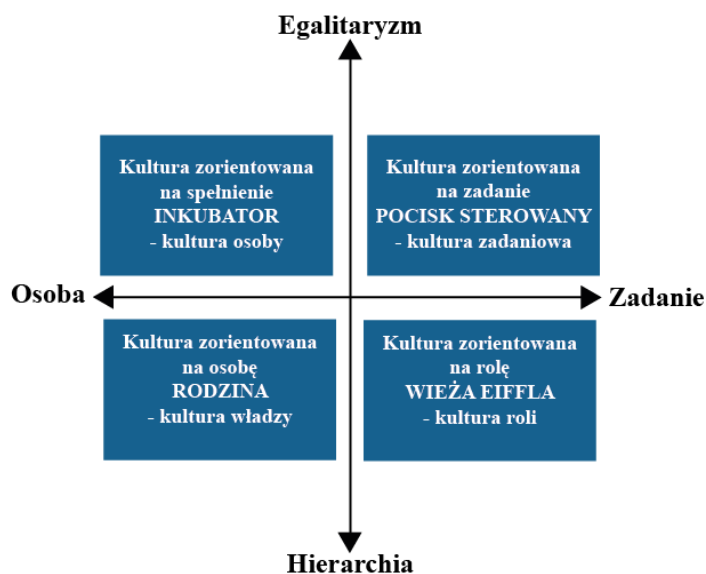 Egalitaryzm
Kultura zorientowana
na spełnienie
INKUBATOR
- kultura osoby
Kultura zorientowana
na zadanie
POCISK STEROWANY
- kultura zadaniowa
Osoba
Zadanie
Kultura zorientowana
na osobę
RODZINA
- kultura władzy
Kultura zorientowana
na rolę
WIEŻA EIFFLA
- kultura roli
Hierarchia